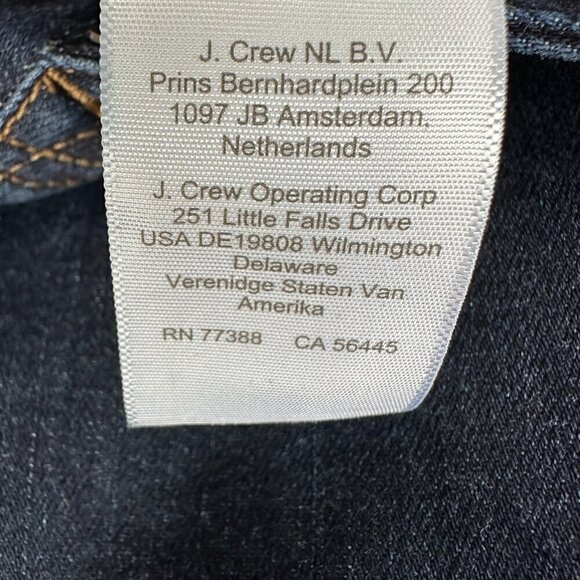 J. Crew NL B.V.
Prins Bernhardplein 200
1097 JB Amsterdam,
Netherlands
J. Crew Operating Corp
251 Little Falls Drive
USA DE19808 Wilmington
Delaware
Verenidge Staten Van
Amerika
RN 77388 CA 56445